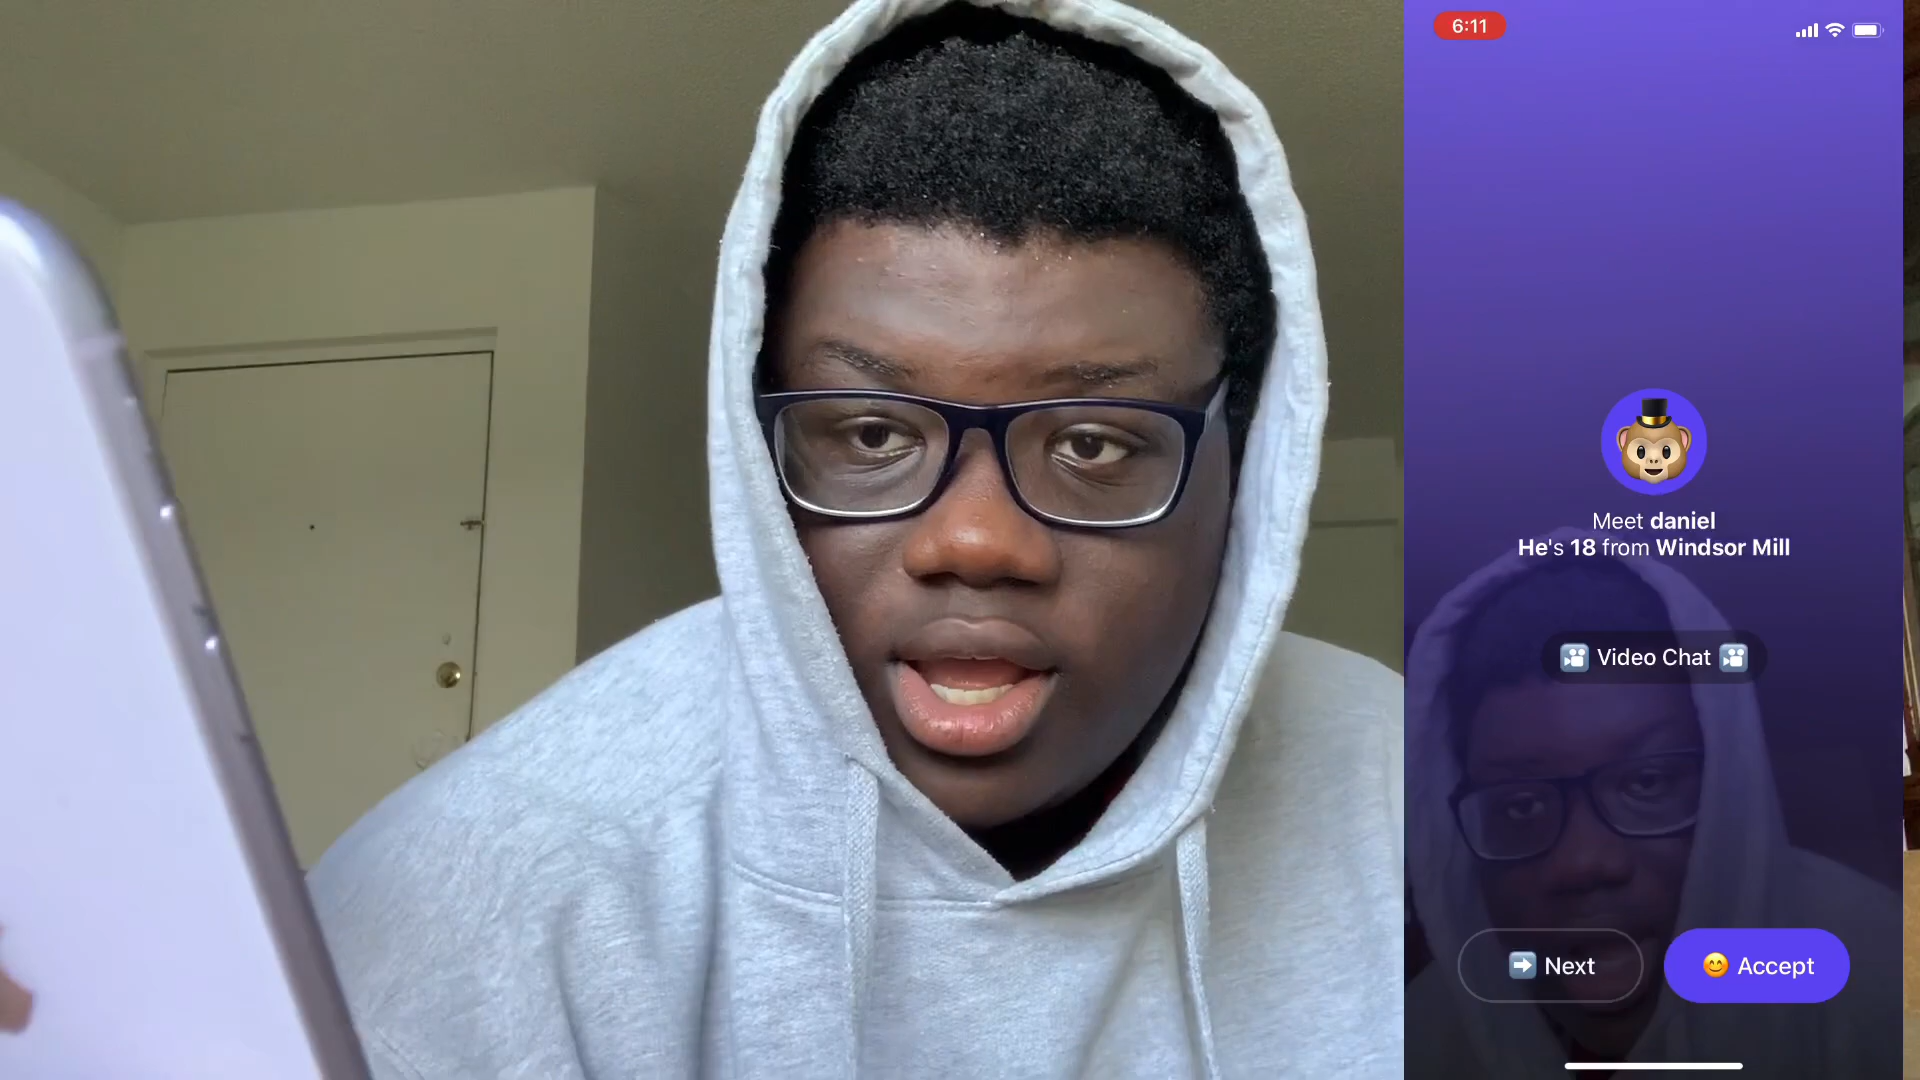 6:11
Meet daniel
He's 18 from Windsor Mill
Video Chat
Next
Accept